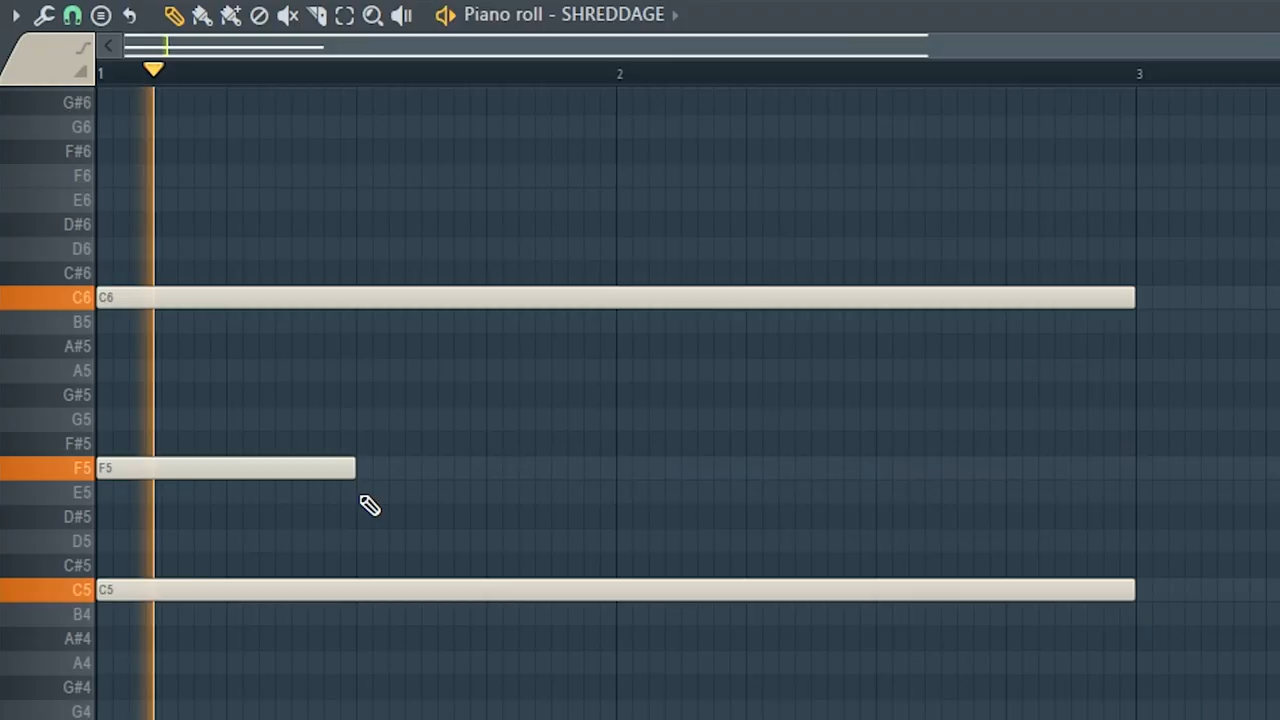 Piano roll - SHREDDAGE
1 2 3
G#6
G6
F#6
F6
E6
D#6
D6
C#6
C6 C6
B5
A#5
A5
G#5
G5
F#5
F5 F5
E5
D#5
D5
C#5
C5 C5
B4
A#4
A4
G#4
G4